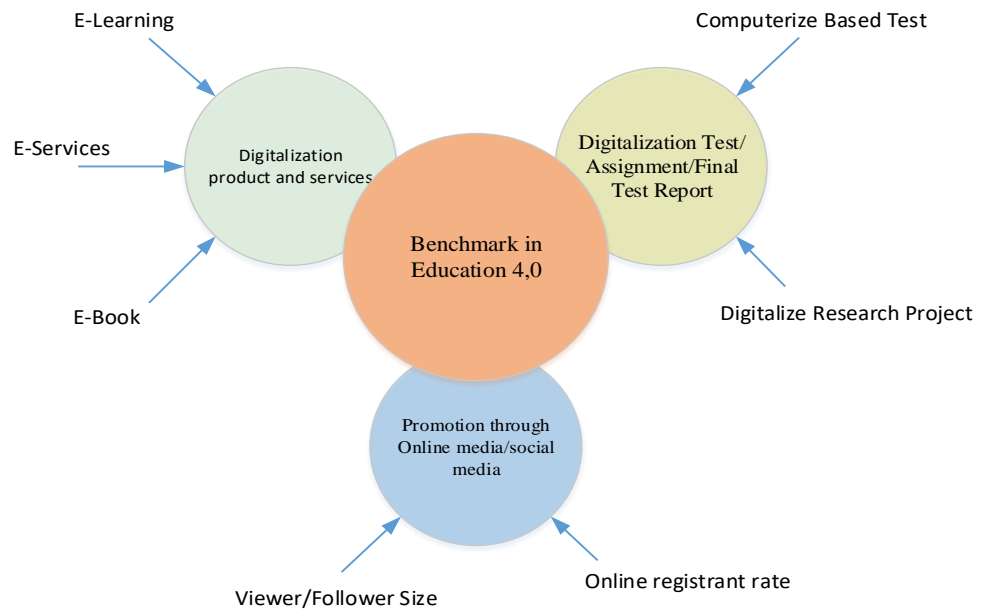 E-Learning
Computerize Based Test
E-Services
Digitalization
product and services
Digitalization Test/
Assignment/Final
Test Report
Benchmark in
Education 4,0
E-Book
Digitalize Research Project
Promotion through
Online media/social
media
Viewer/Follower Size
Online registrant rate